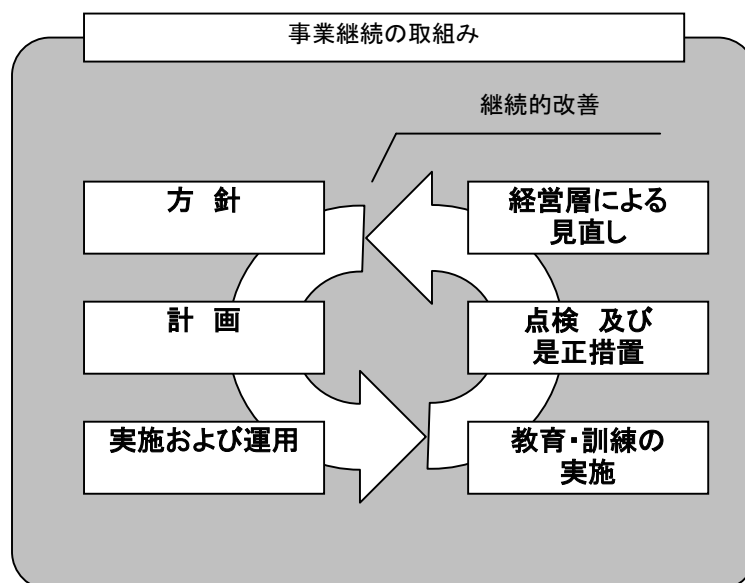 事業継続の取組み
継続的改善
方　針
経営層による
見直し
計　画
点検　及び
是正措置
実施および運用
教育・訓練の
実施